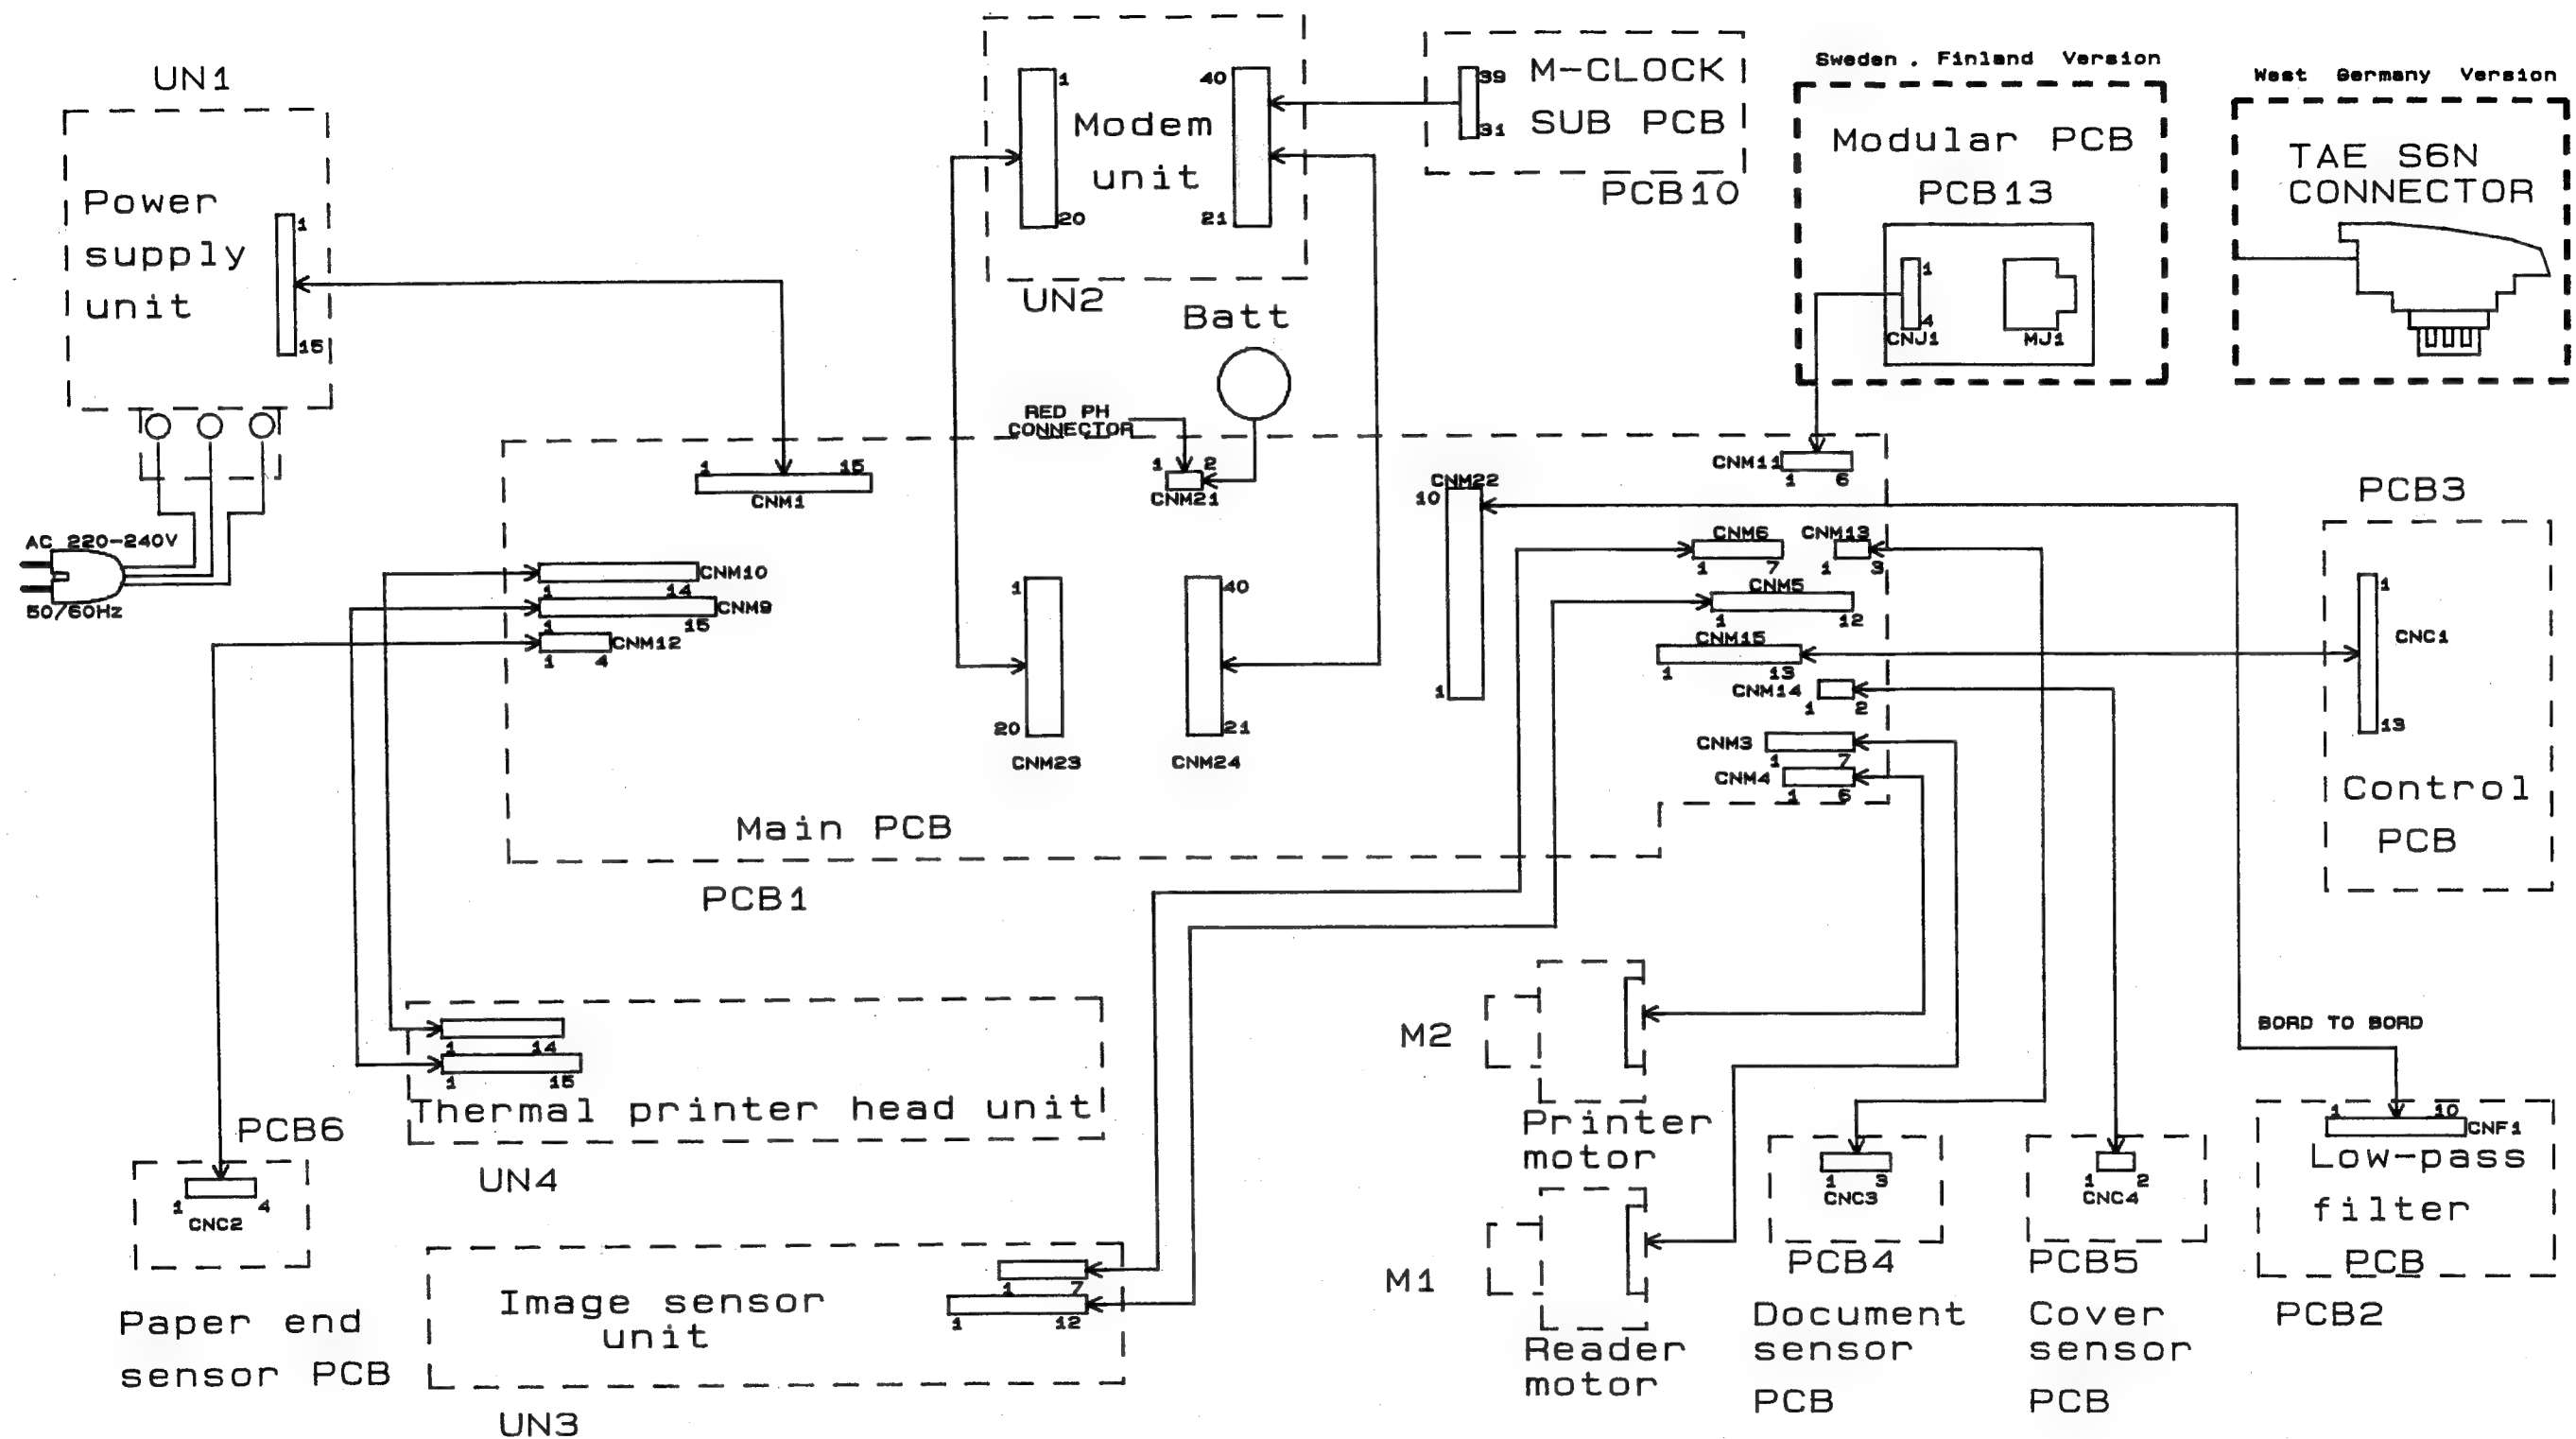 UN1
Power
supply
unit
1
15
AC 220-240V
50/60Hz
1
20
Modem
unit
40
21
UN2
39
31
M-CLOCK
SUB PCB
PCB10
Sweden . Finland Version
Modular PCB
PCB13
1
4
CNJ1
MJ1
West Germany Version
TAE S6N
CONNECTOR
Batt
RED PH
CONNECTOR
1 2
CNM21
1 15
CNM1
CNM10
1 14
CNM9
1 15
CNM12
1 4
1
20
CNM23
40
21
CNM24
CNM22
10
1
CNM11
1 6
CNM6
1 7
CNM13
1 3
CNM5
1 12
CNM15
1 13
CNM14
1 2
CNM3
1 7
CNM4
1 6
Main PCB
PCB1
PCB3
1
CNC1
13
Control
PCB
1 14
1 15
Thermal printer head unit
UN4
PCB6
1 4
CNC2
Paper end
sensor PCB
1 7
1 12
Image sensor
unit
UN3
M2
Printer
motor
M1
Reader
motor
1 3
CNC3
PCB4
Document
sensor
PCB
1 2
CNC4
PCB5
Cover
sensor
PCB
BORD TO BORD
1 10
CNF1
Low-pass
filter
PCB
PCB2